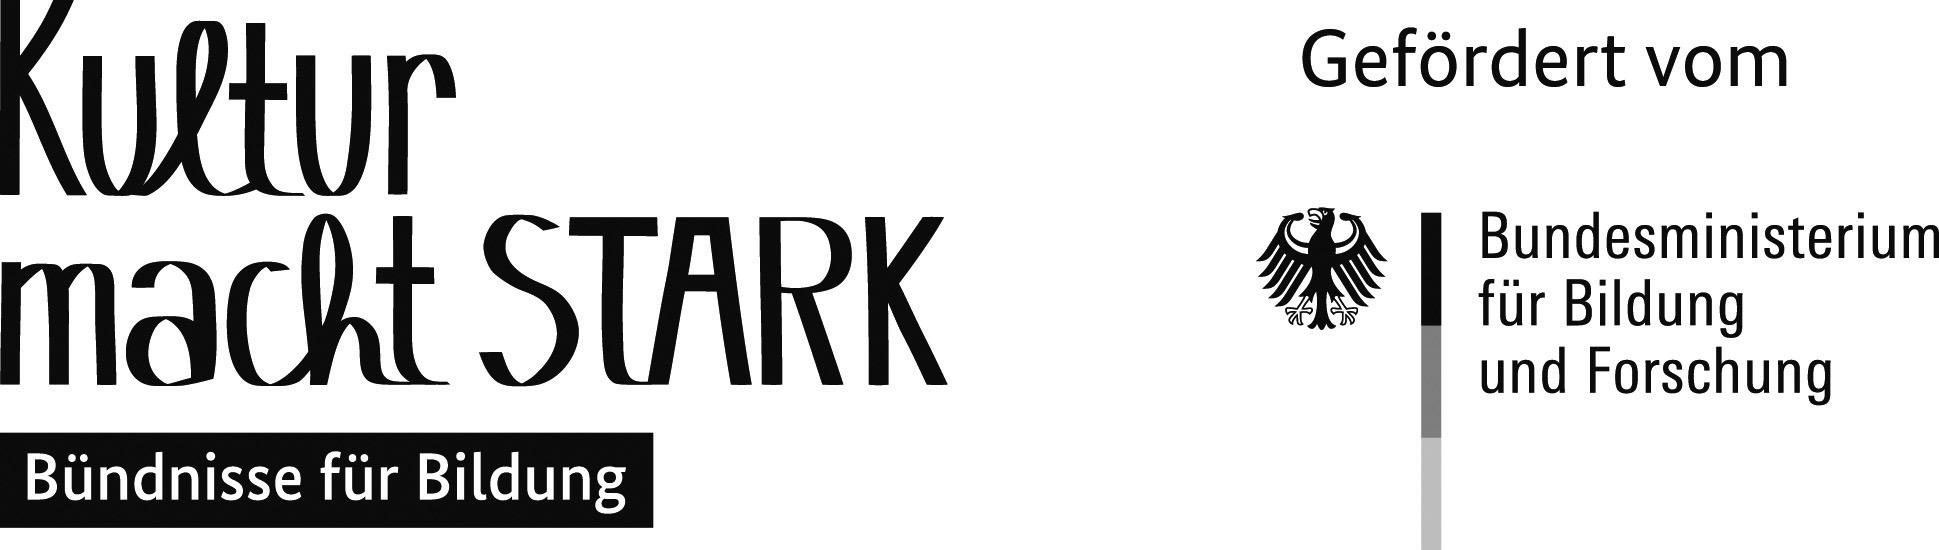 Kultur
macht STARK
Bündnisse für Bildung
Gefördert vom
Bundesministerium
für Bildung
und Forschung